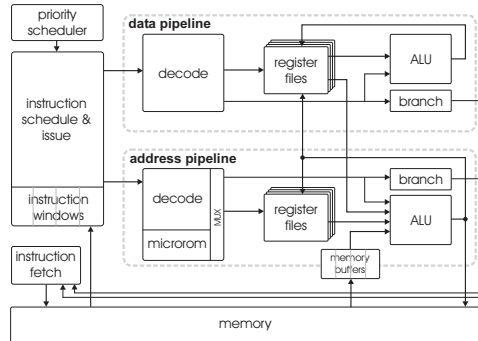 priority
scheduler
data pipeline
decode
register
files
ALU
branch
instruction
schedule &
issue
instruction
windows
address pipeline
decode
microrom
MUX
register
files
branch
ALU
instruction
fetch
memory
buffers
memory